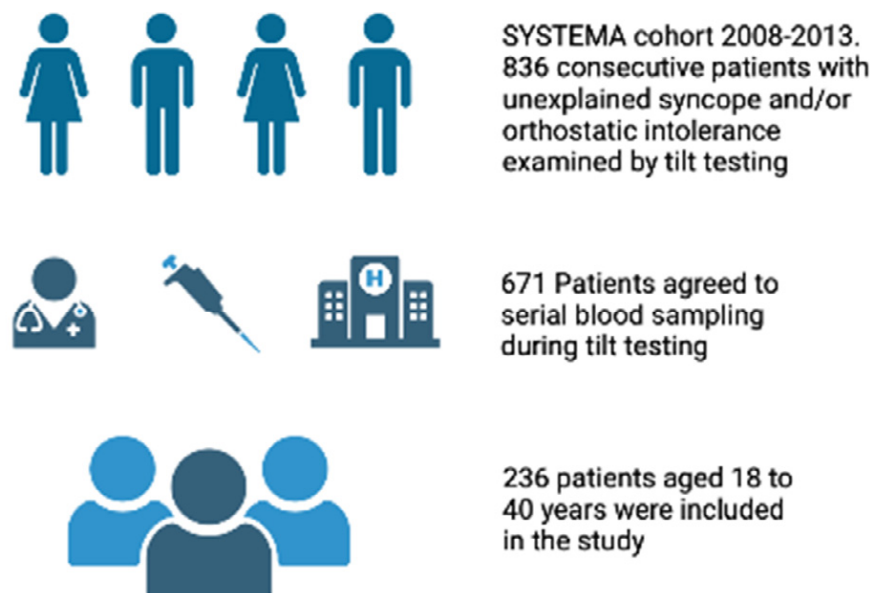 SYSTEMA cohort 2008-2013.
836 consecutive patients with
unexplained syncope and/or
orthostatic intolerance
examined by tilt testing
H
671 Patients agreed to
serial blood sampling
during tilt testing
236 patients aged 18 to
40 years were included
in the study